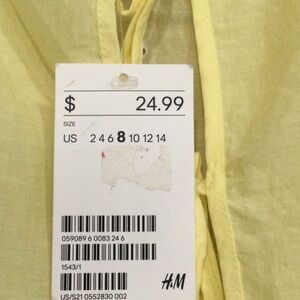 $ 24.99
SIZE
US 2 4 6 8 10 12 14
059089 6 0083 24 6
1543/1
H&M
US/S21 0552830 002